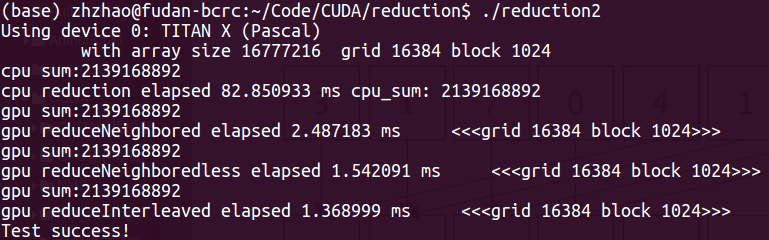 (base) zhzhao@fudan-bcrc:~/Code/CUDA/reduction$ ./reduction2
Using device 0: TITAN X (Pascal)
with array size 16777216  grid 16384 block 1024
cpu sum:2139168892
cpu reduction elapsed 82.850933 ms cpu_sum: 2139168892
gpu sum:2139168892
gpu reduceNeighbored elapsed 2.487183 ms     <<<grid 16384 block 1024>>>
gpu sum:2139168892
gpu reduceNeighboredless elapsed 1.542091 ms     <<<grid 16384 block 1024>>>
gpu sum:2139168892
gpu reduceInterleaved elapsed 1.368999 ms     <<<grid 16384 block 1024>>>
Test success!